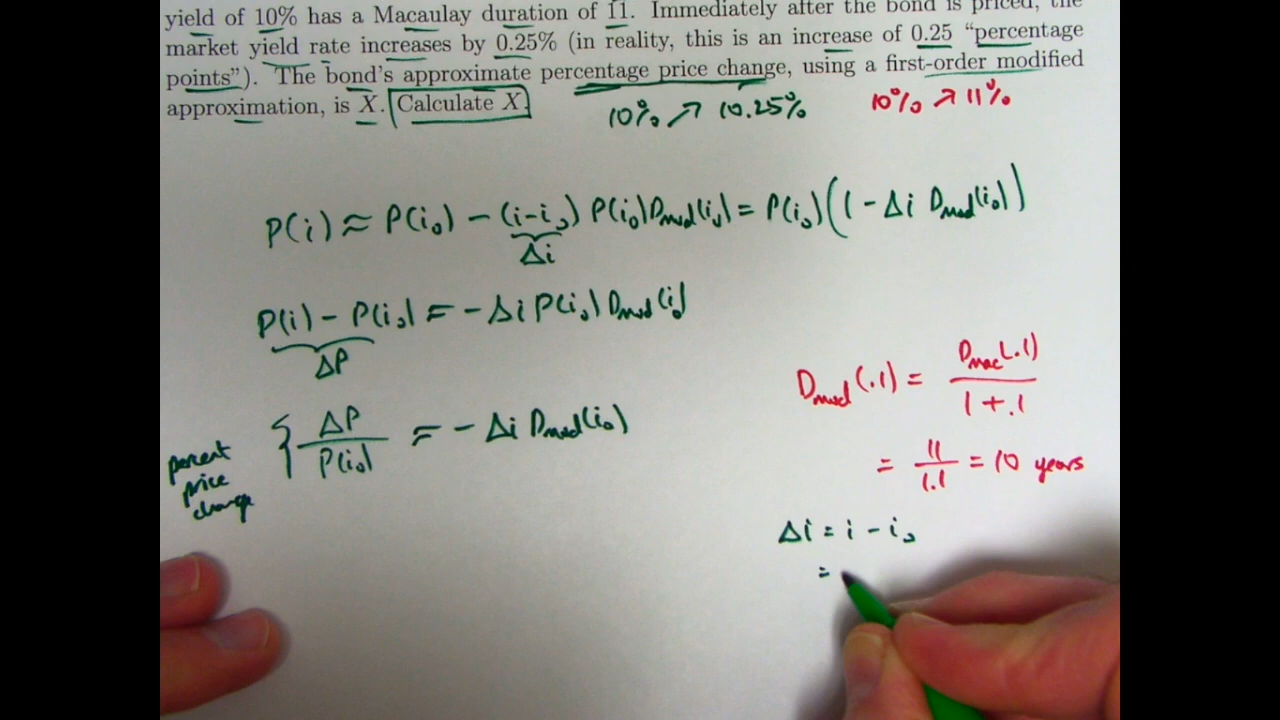 yield of 10% has a Macaulay duration of 11. Immediately after the bond is priced, the
market yield rate increases by 0.25% (in reality, this is an increase of 0.25 “percentage
points”). The bond’s approximate percentage price change, using a first-order modified
approximation, is X. Calculate X.
10% ↗ 10.25%
10% ↗ 11%
P(i) ≈ P(i₀) - (i-i₀) P(i₀) Dmod(i₀) = P(i₀)(1 - Δi Dmod(i₀))
Δi
P(i) - P(i₀) ≈ -Δi P(i₀) Dmod(i₀)
ΔP
Dmod(.1) = Dmac(.1) / 1+.1
percent price change { ΔP / P(i₀) ≈ -Δi Dmod(i₀)
= 11 / 1.1 = 10 years
Δi = i - i₀
=